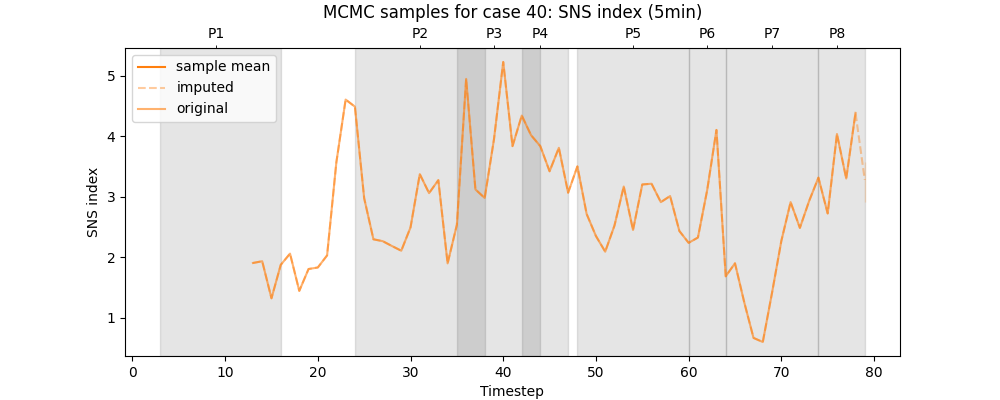 MCMC samples for case 40: SNS index (5min)
P1 P2 P3 P4 P5 P6 P7 P8
sample mean
imputed
original
5
4
3
2
1
SNS index
0 10 20 30 40 50 60 70 80
Timestep